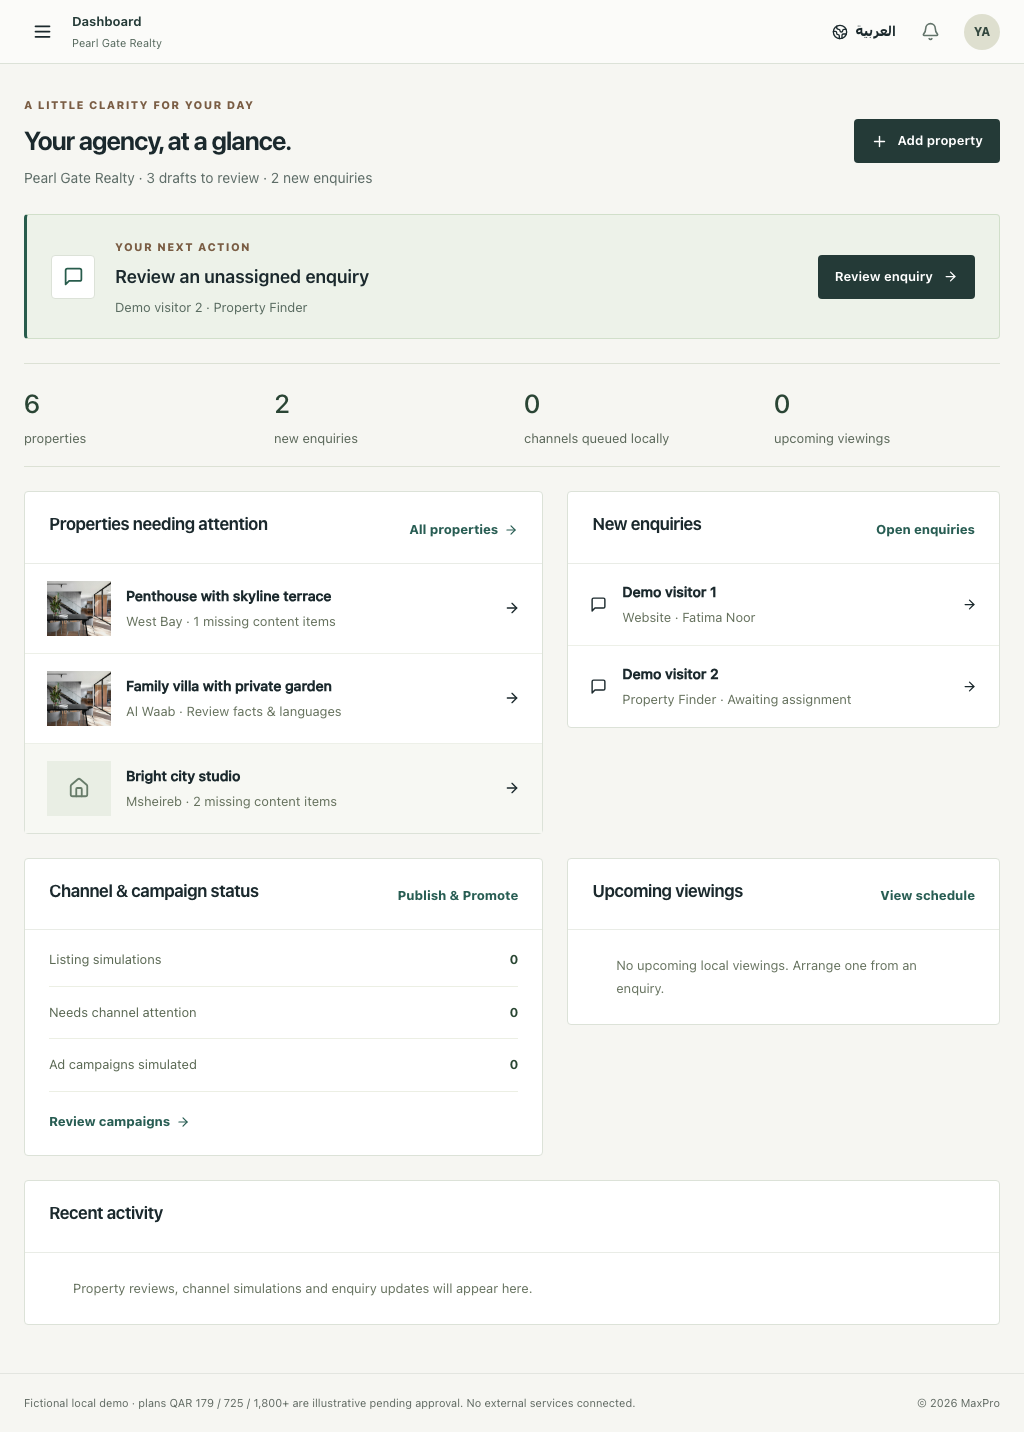 Dashboard
Pearl Gate Realty
العربية
YA
A LITTLE CLARITY FOR YOUR DAY
Your agency, at a glance.
Pearl Gate Realty · 3 drafts to review · 2 new enquiries
Add property
YOUR NEXT ACTION
Review an unassigned enquiry
Demo visitor 2 · Property Finder
Review enquiry
6
properties
2
new enquiries
0
channels queued locally
0
upcoming viewings
Properties needing attention
All properties
Penthouse with skyline terrace
West Bay · 1 missing content items
Family villa with private garden
Al Waab · Review facts & languages
Bright city studio
Msheireb · 2 missing content items
New enquiries
Open enquiries
Demo visitor 1
Website · Fatima Noor
Demo visitor 2
Property Finder · Awaiting assignment
Channel & campaign status
Publish & Promote
Listing simulations 0
Needs channel attention 0
Ad campaigns simulated 0
Review campaigns
Upcoming viewings
View schedule
No upcoming local viewings. Arrange one from an
enquiry.
Recent activity
Property reviews, channel simulations and enquiry updates will appear here.
Fictional local demo · plans QAR 179 / 725 / 1,800+ are illustrative pending approval. No external services connected.
© 2026 MaxPro